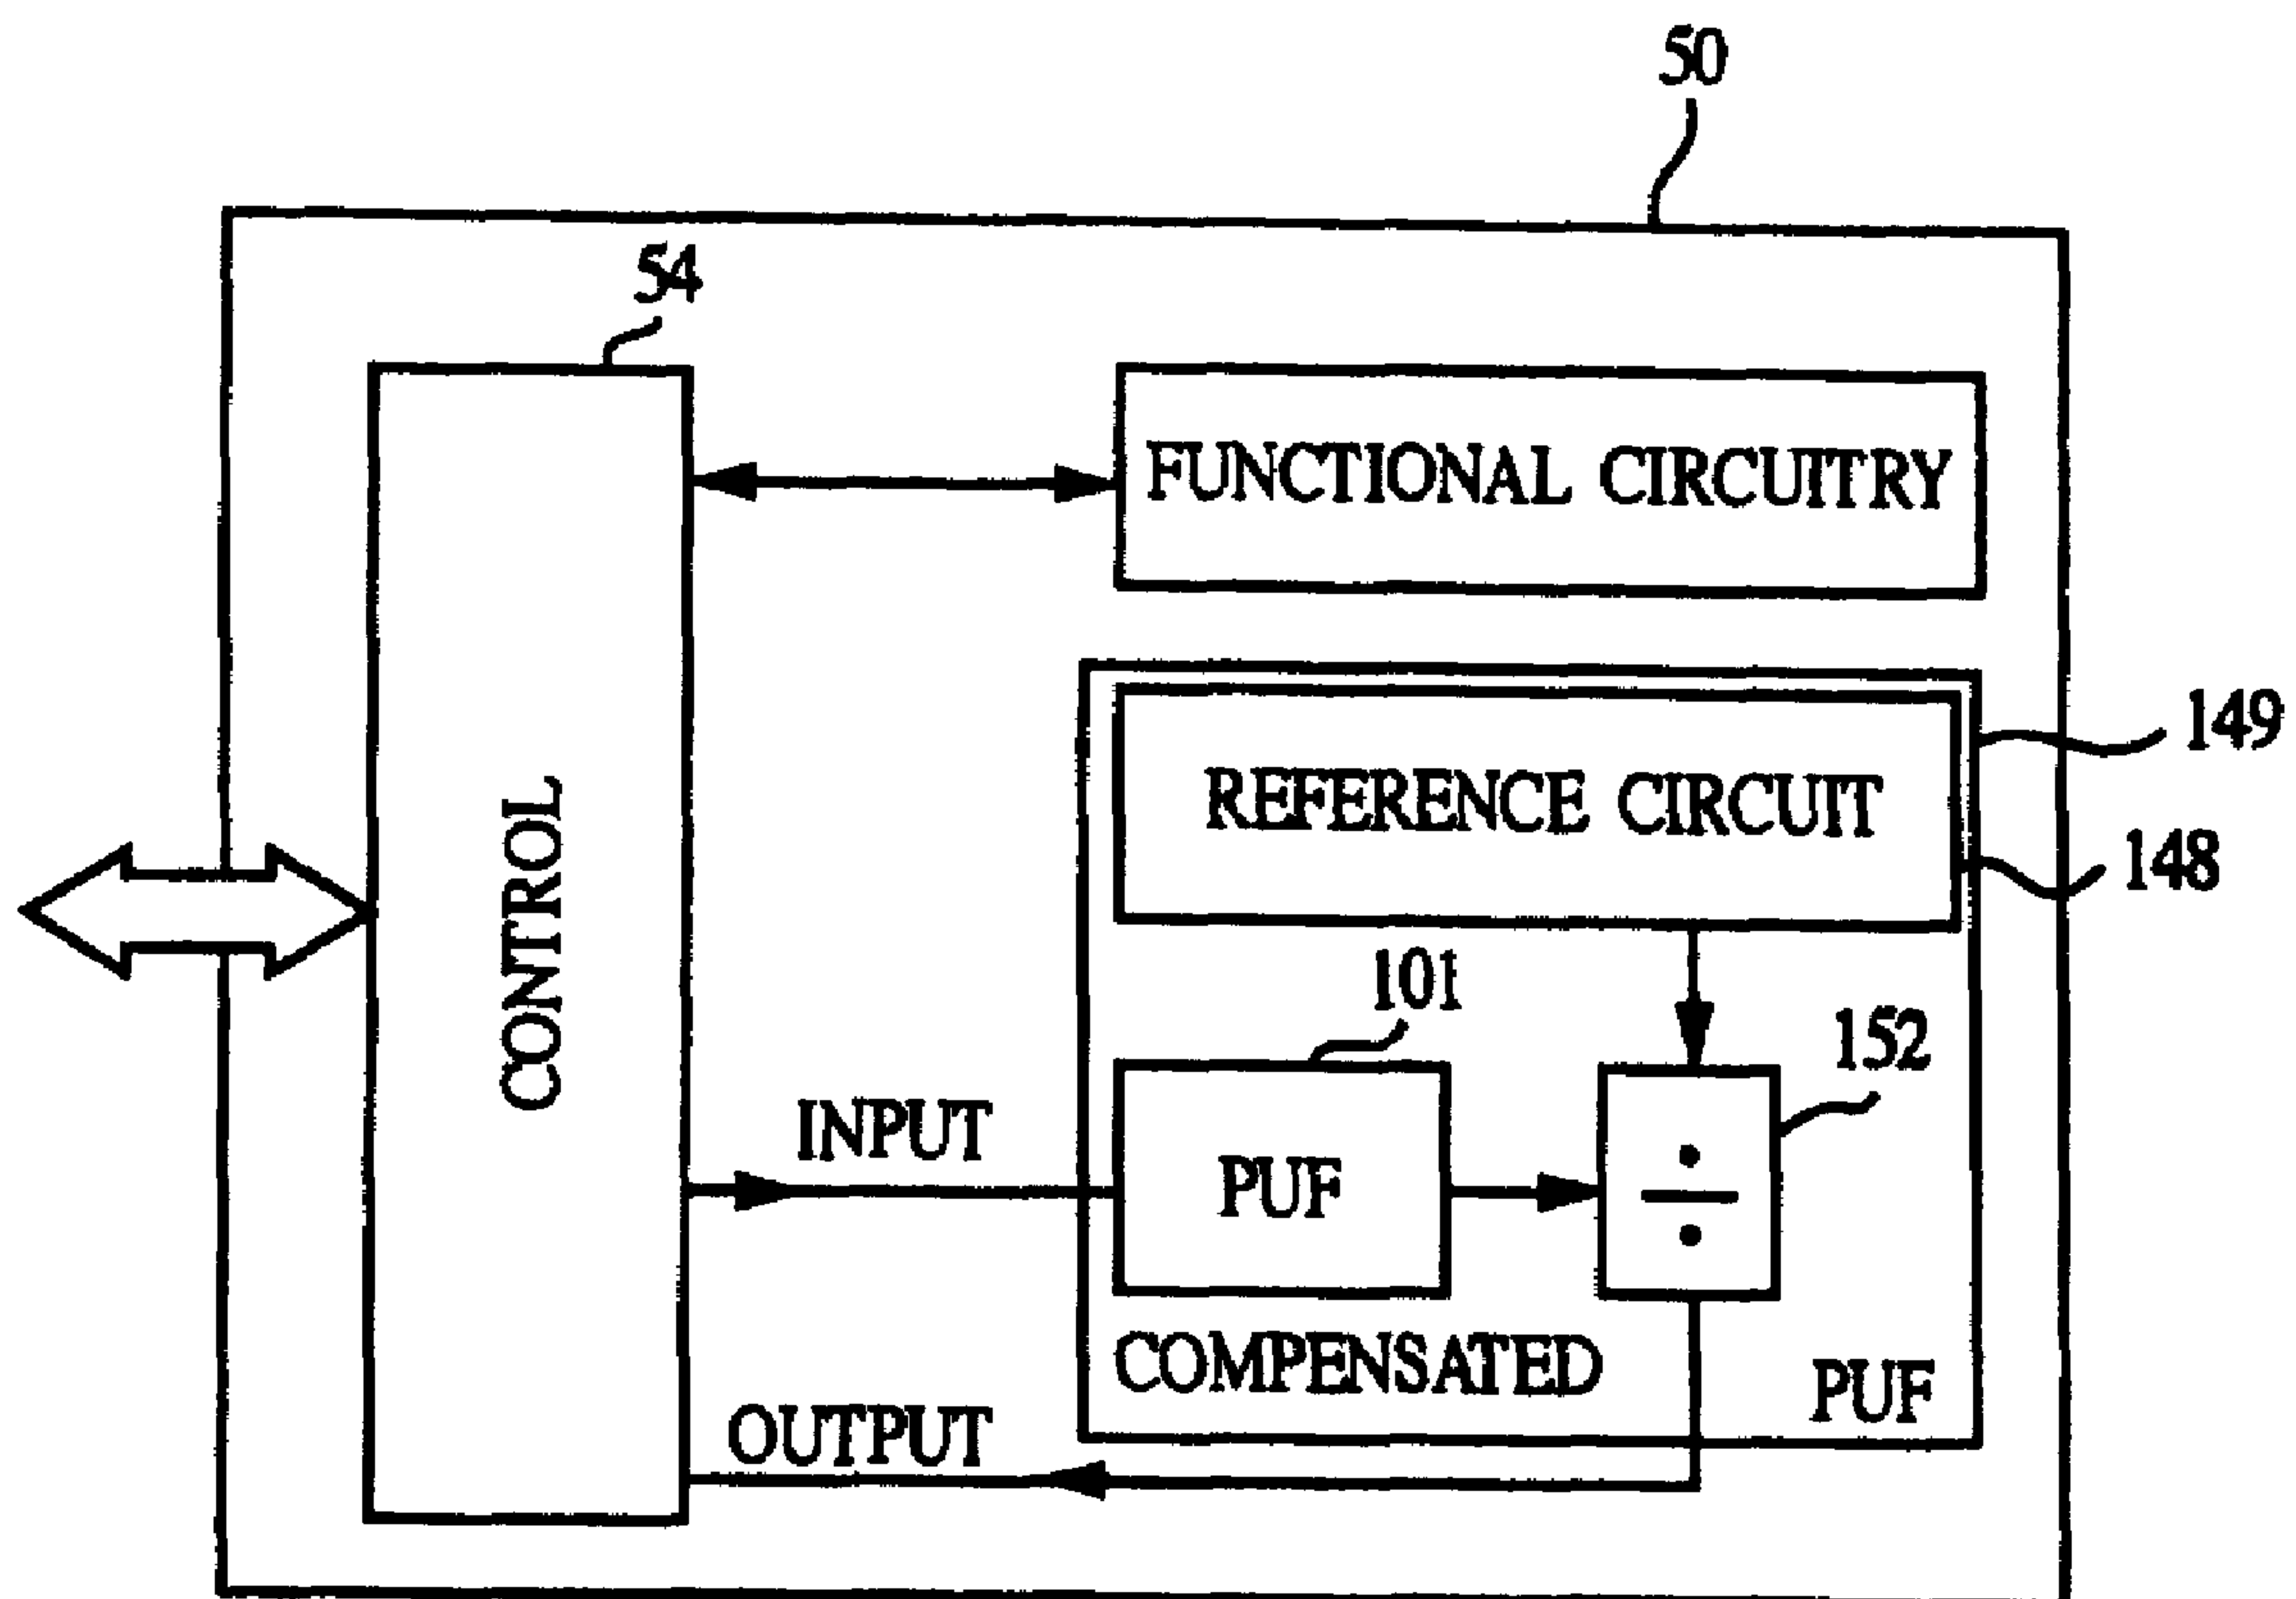 50
54
FUNCTIONAL CIRCUITRY
149
REFERENCE CIRCUIT
148
CONTROL
101
152
INPUT
PUF
÷
COMPENSATED
PUF
OUTPUT